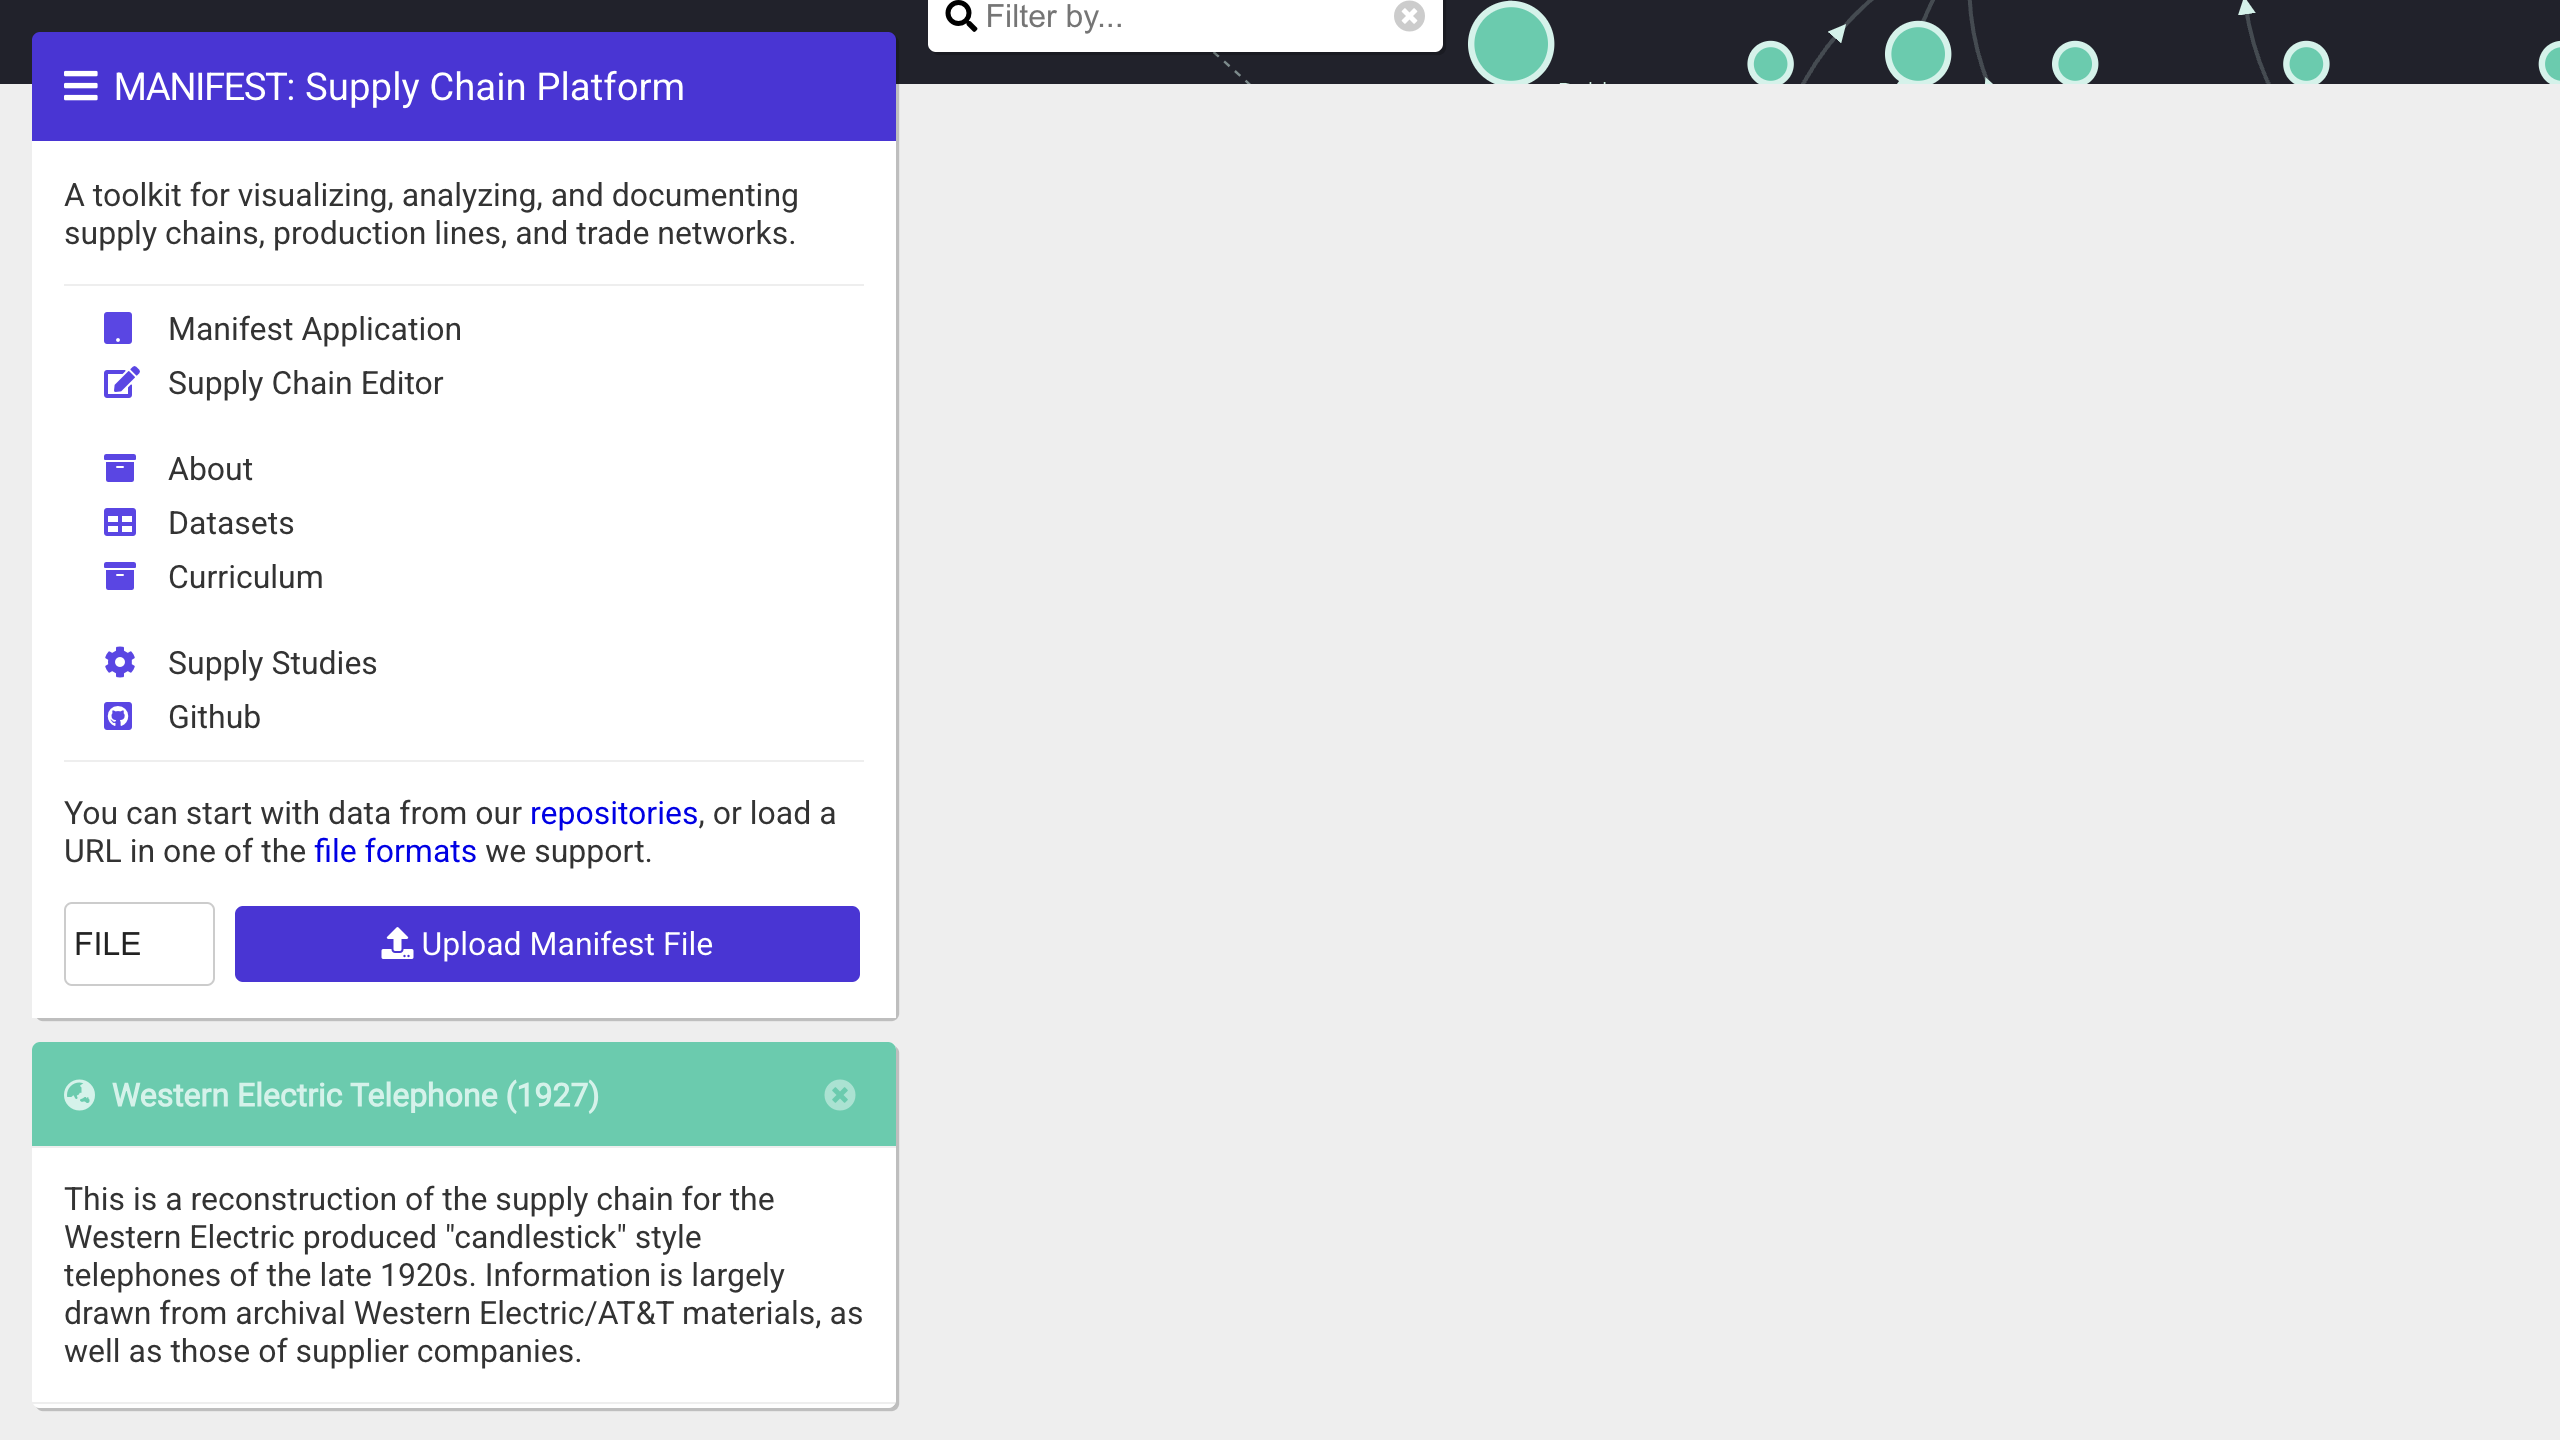 Filter by...
MANIFEST: Supply Chain Platform
A toolkit for visualizing, analyzing, and documenting
supply chains, production lines, and trade networks.
Manifest Application
Supply Chain Editor
About
Datasets
Curriculum
Supply Studies
Github
You can start with data from our repositories, or load a
URL in one of the file formats we support.
FILE
Upload Manifest File
Western Electric Telephone (1927)
This is a reconstruction of the supply chain for the
Western Electric produced "candlestick" style
telephones of the late 1920s. Information is largely
drawn from archival Western Electric/AT&T materials, as
well as those of supplier companies.